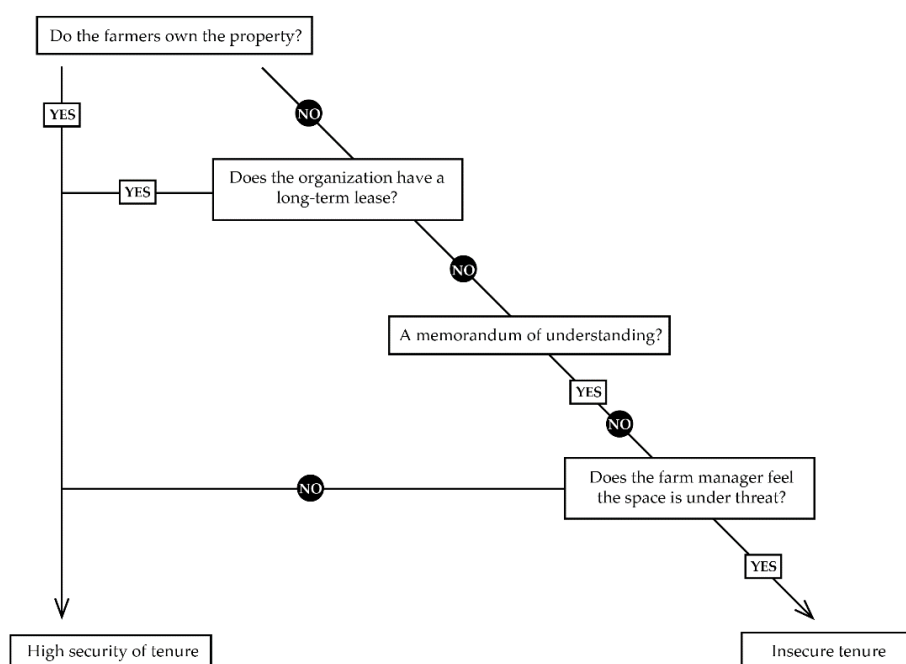 Do the farmers own the property?
YES
NO
Does the organization have a
long-term lease?
YES
NO
A memorandum of understanding?
YES
NO
Does the farm manager feel
the space is under threat?
NO
YES
High security of tenure
Insecure tenure